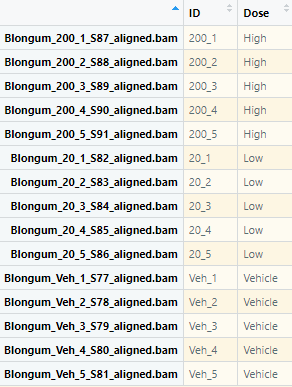 ID Dose
Blongum_200_1_S87_aligned.bam 200_1 High
Blongum_200_2_S88_aligned.bam 200_2 High
Blongum_200_3_S89_aligned.bam 200_3 High
Blongum_200_4_S90_aligned.bam 200_4 High
Blongum_200_5_S91_aligned.bam 200_5 High
Blongum_20_1_S82_aligned.bam 20_1 Low
Blongum_20_2_S83_aligned.bam 20_2 Low
Blongum_20_3_S84_aligned.bam 20_3 Low
Blongum_20_4_S85_aligned.bam 20_4 Low
Blongum_20_5_S86_aligned.bam 20_5 Low
Blongum_Veh_1_S77_aligned.bam Veh_1 Vehicle
Blongum_Veh_2_S78_aligned.bam Veh_2 Vehicle
Blongum_Veh_3_S79_aligned.bam Veh_3 Vehicle
Blongum_Veh_4_S80_aligned.bam Veh_4 Vehicle
Blongum_Veh_5_S81_aligned.bam Veh_5 Vehicle